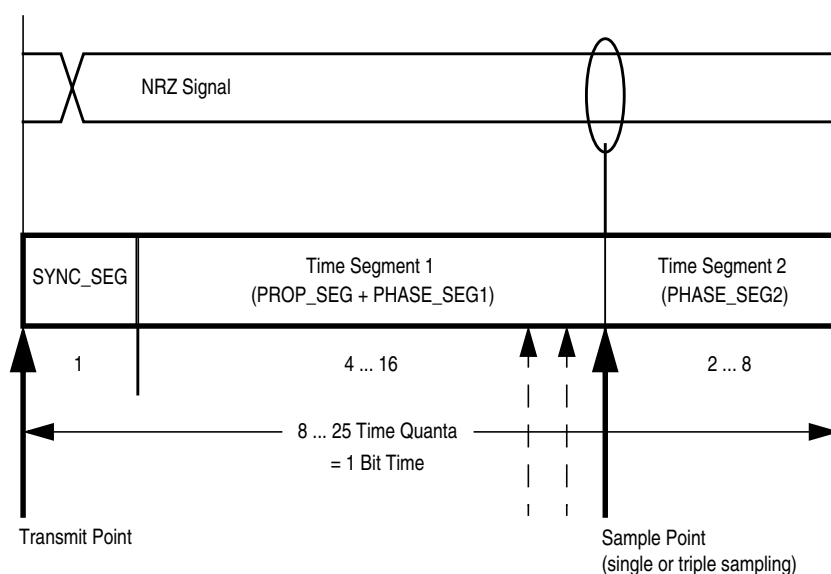 NRZ Signal
SYNC_SEG
Time Segment 1
(PROP_SEG + PHASE_SEG1)
Time Segment 2
(PHASE_SEG2)
1
4 ... 16
2 ... 8
8 ... 25 Time Quanta
= 1 Bit Time
Transmit Point
Sample Point
(single or triple sampling)